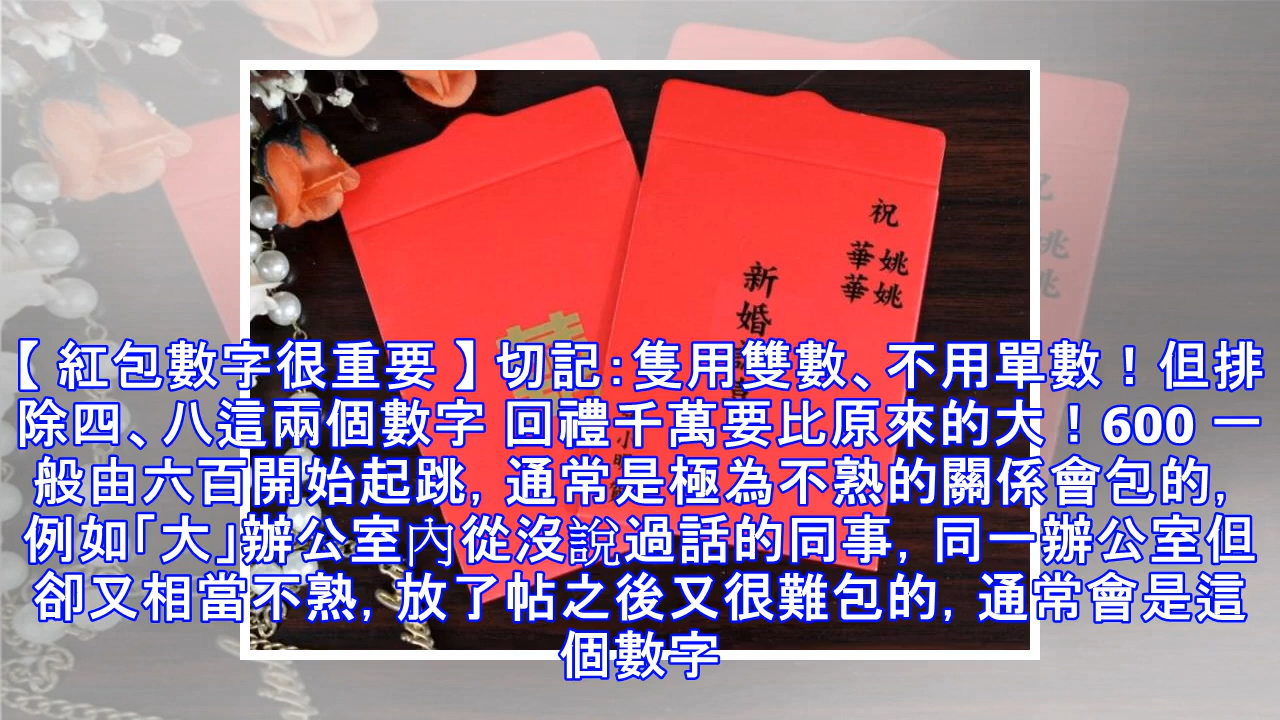 祝
姚姚
華華
新婚
【紅包數字很重要】切記:隻用雙數、不用單數!但排
除四、八這兩個數字 回禮千萬要比原來的大!600 一
般由六百開始起跳, 通常是極為不熟的關係會包的,
例如「大」辦公室內從沒說過話的同事, 同一辦公室但
卻又相當不熟, 放了帖之後又很難包的, 通常會是這
個數字